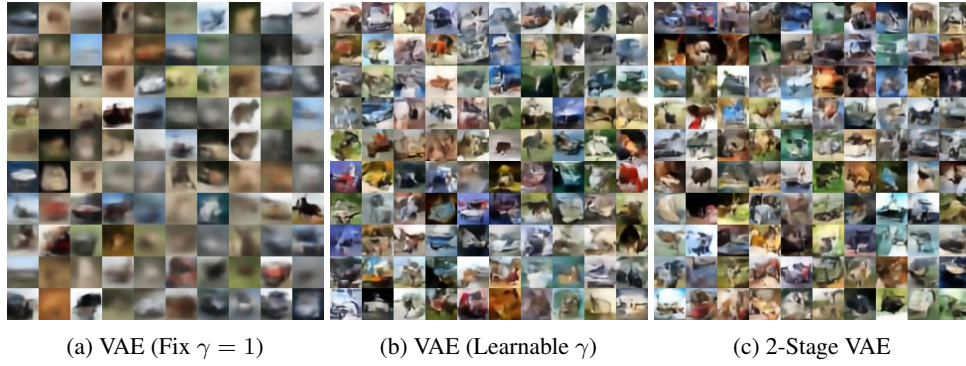 (a) VAE (Fix γ = 1)
(b) VAE (Learnable γ)
(c) 2-Stage VAE